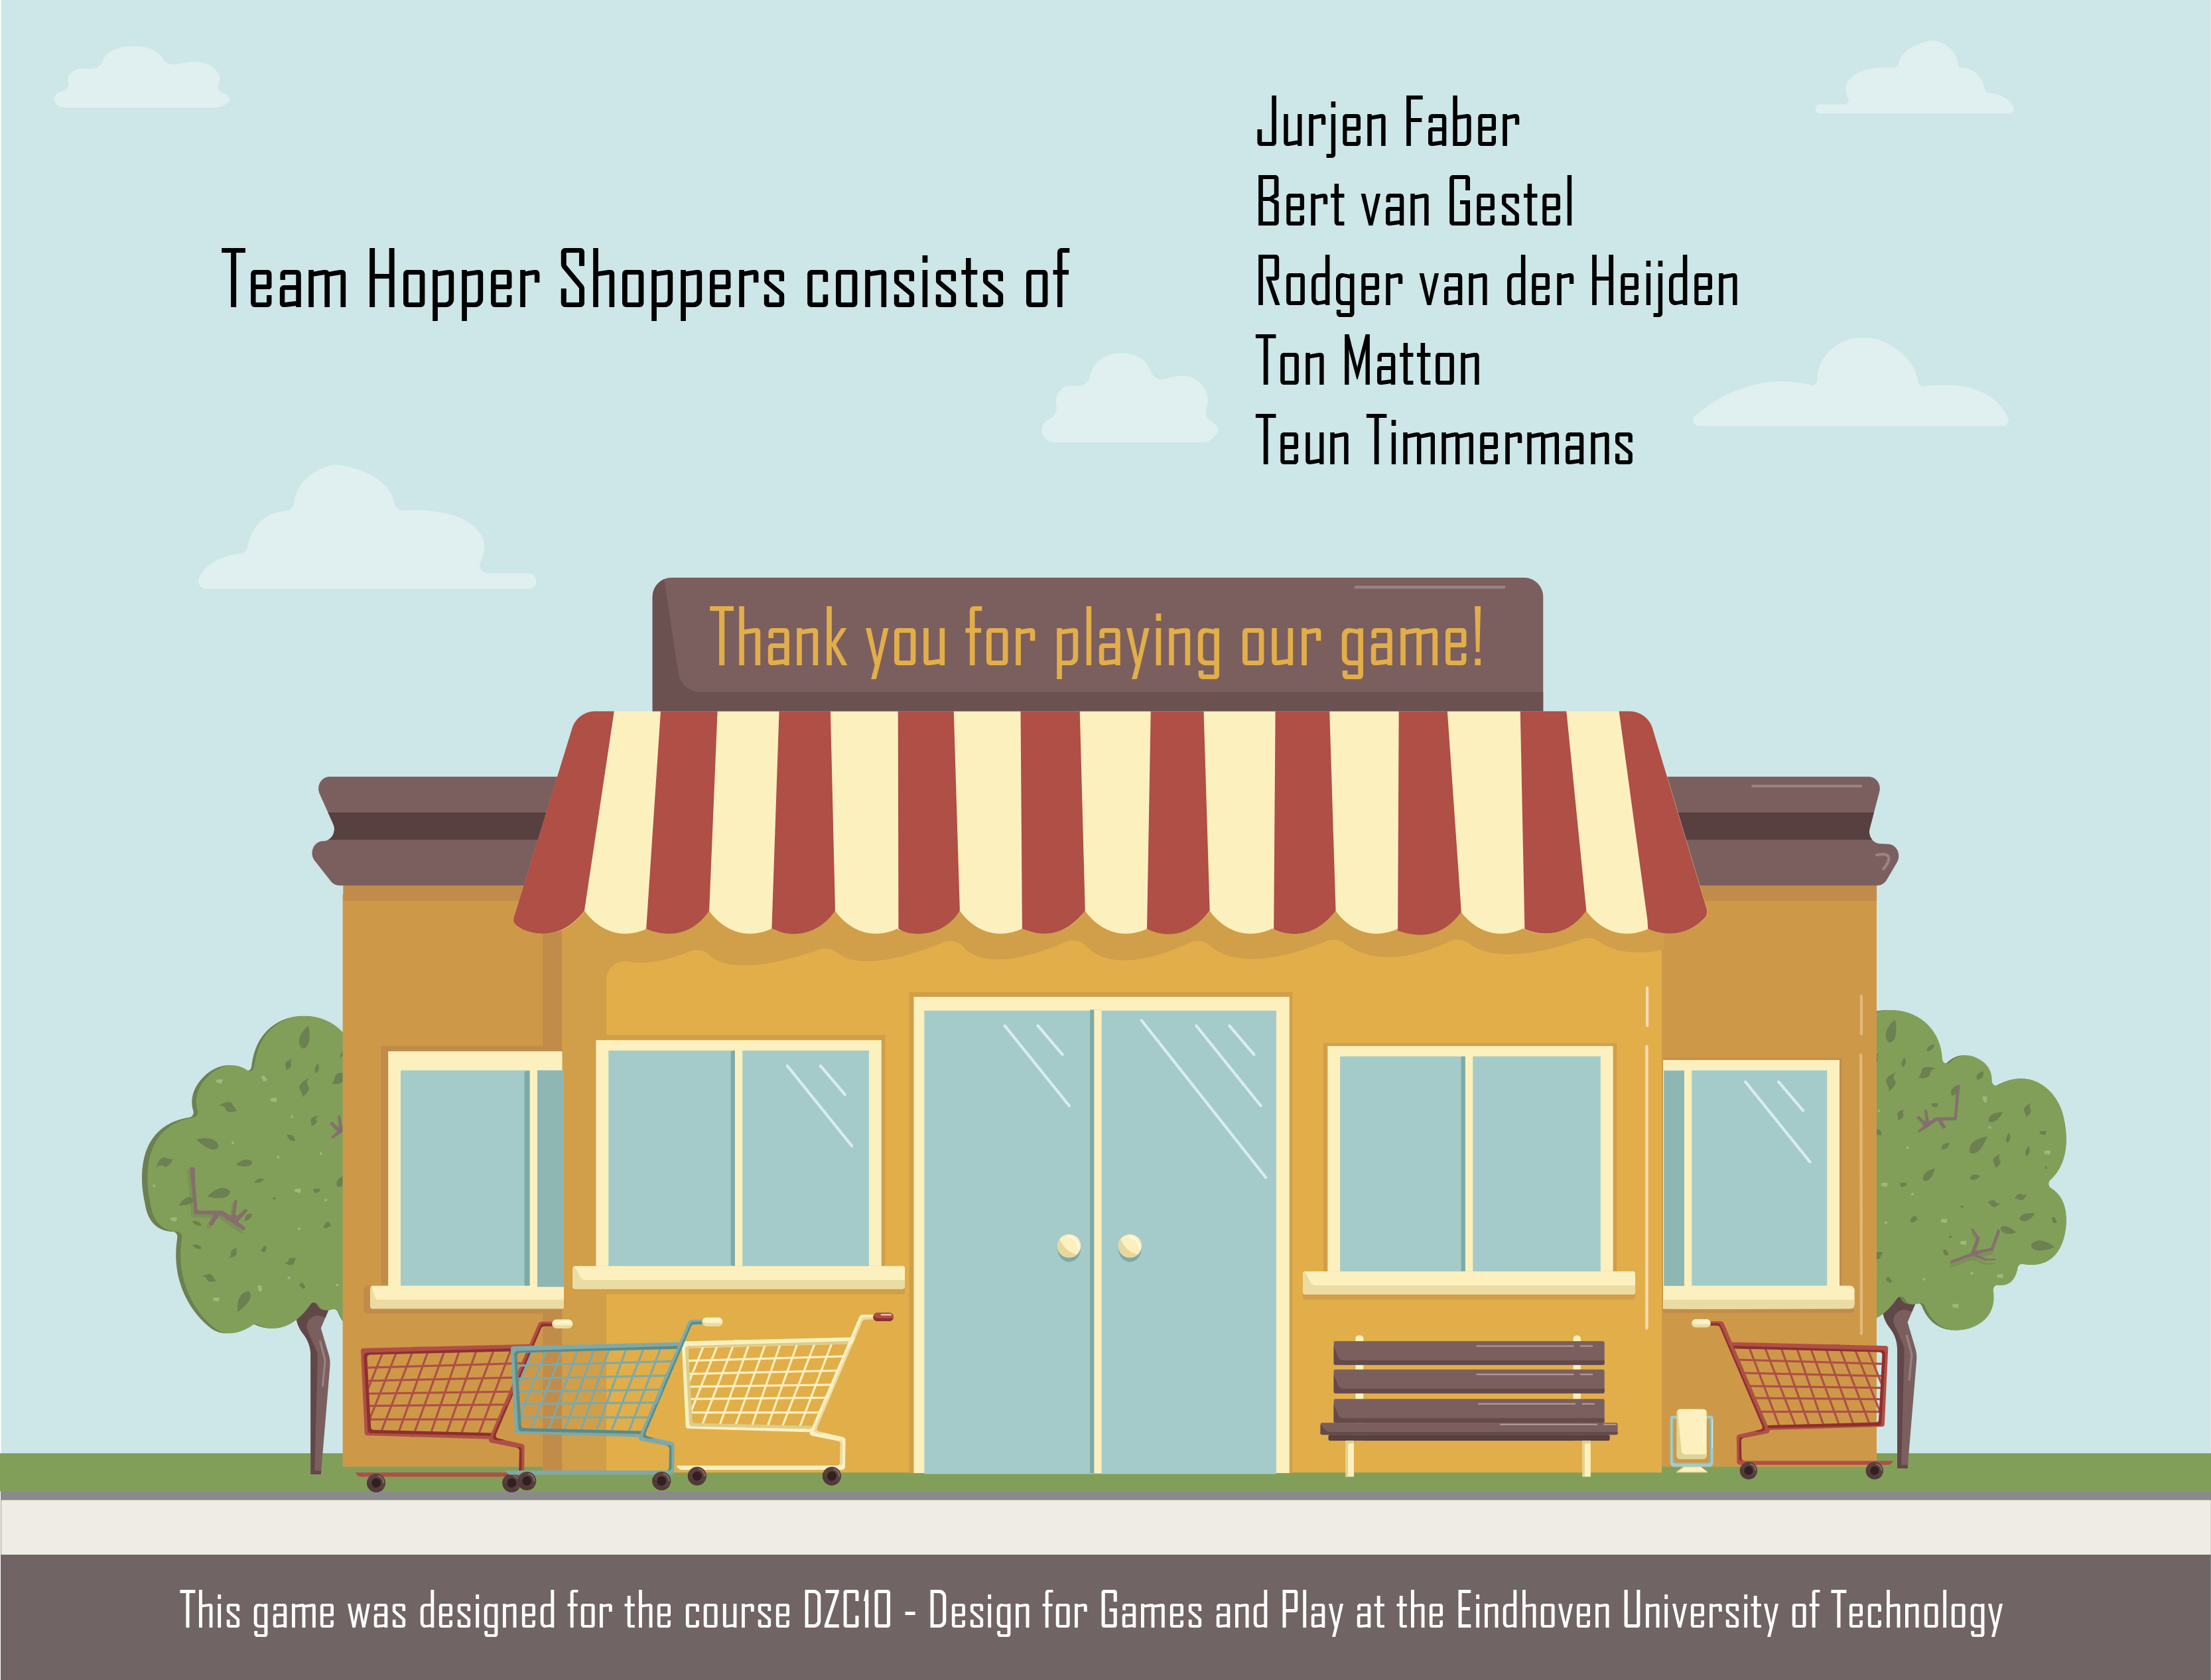 Team Hopper Shoppers consists of
Jurjen Faber
Bert van Gestel
Rodger van der Heijden
Ton Matton
Teun Timmermans
Thank you for playing our game!
This game was designed for the course DZC10 - Design for Games and Play at the Eindhoven University of Technology